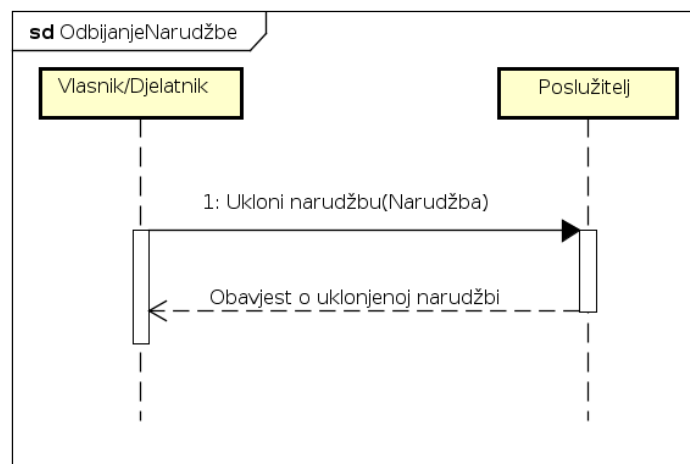 sd OdbijanjeNarudžbe
Vlasnik/Djelatnik
Poslužitelj
1: Ukloni narudžbu(Narudžba)
Obavjest o uklonjenoj narudžbi